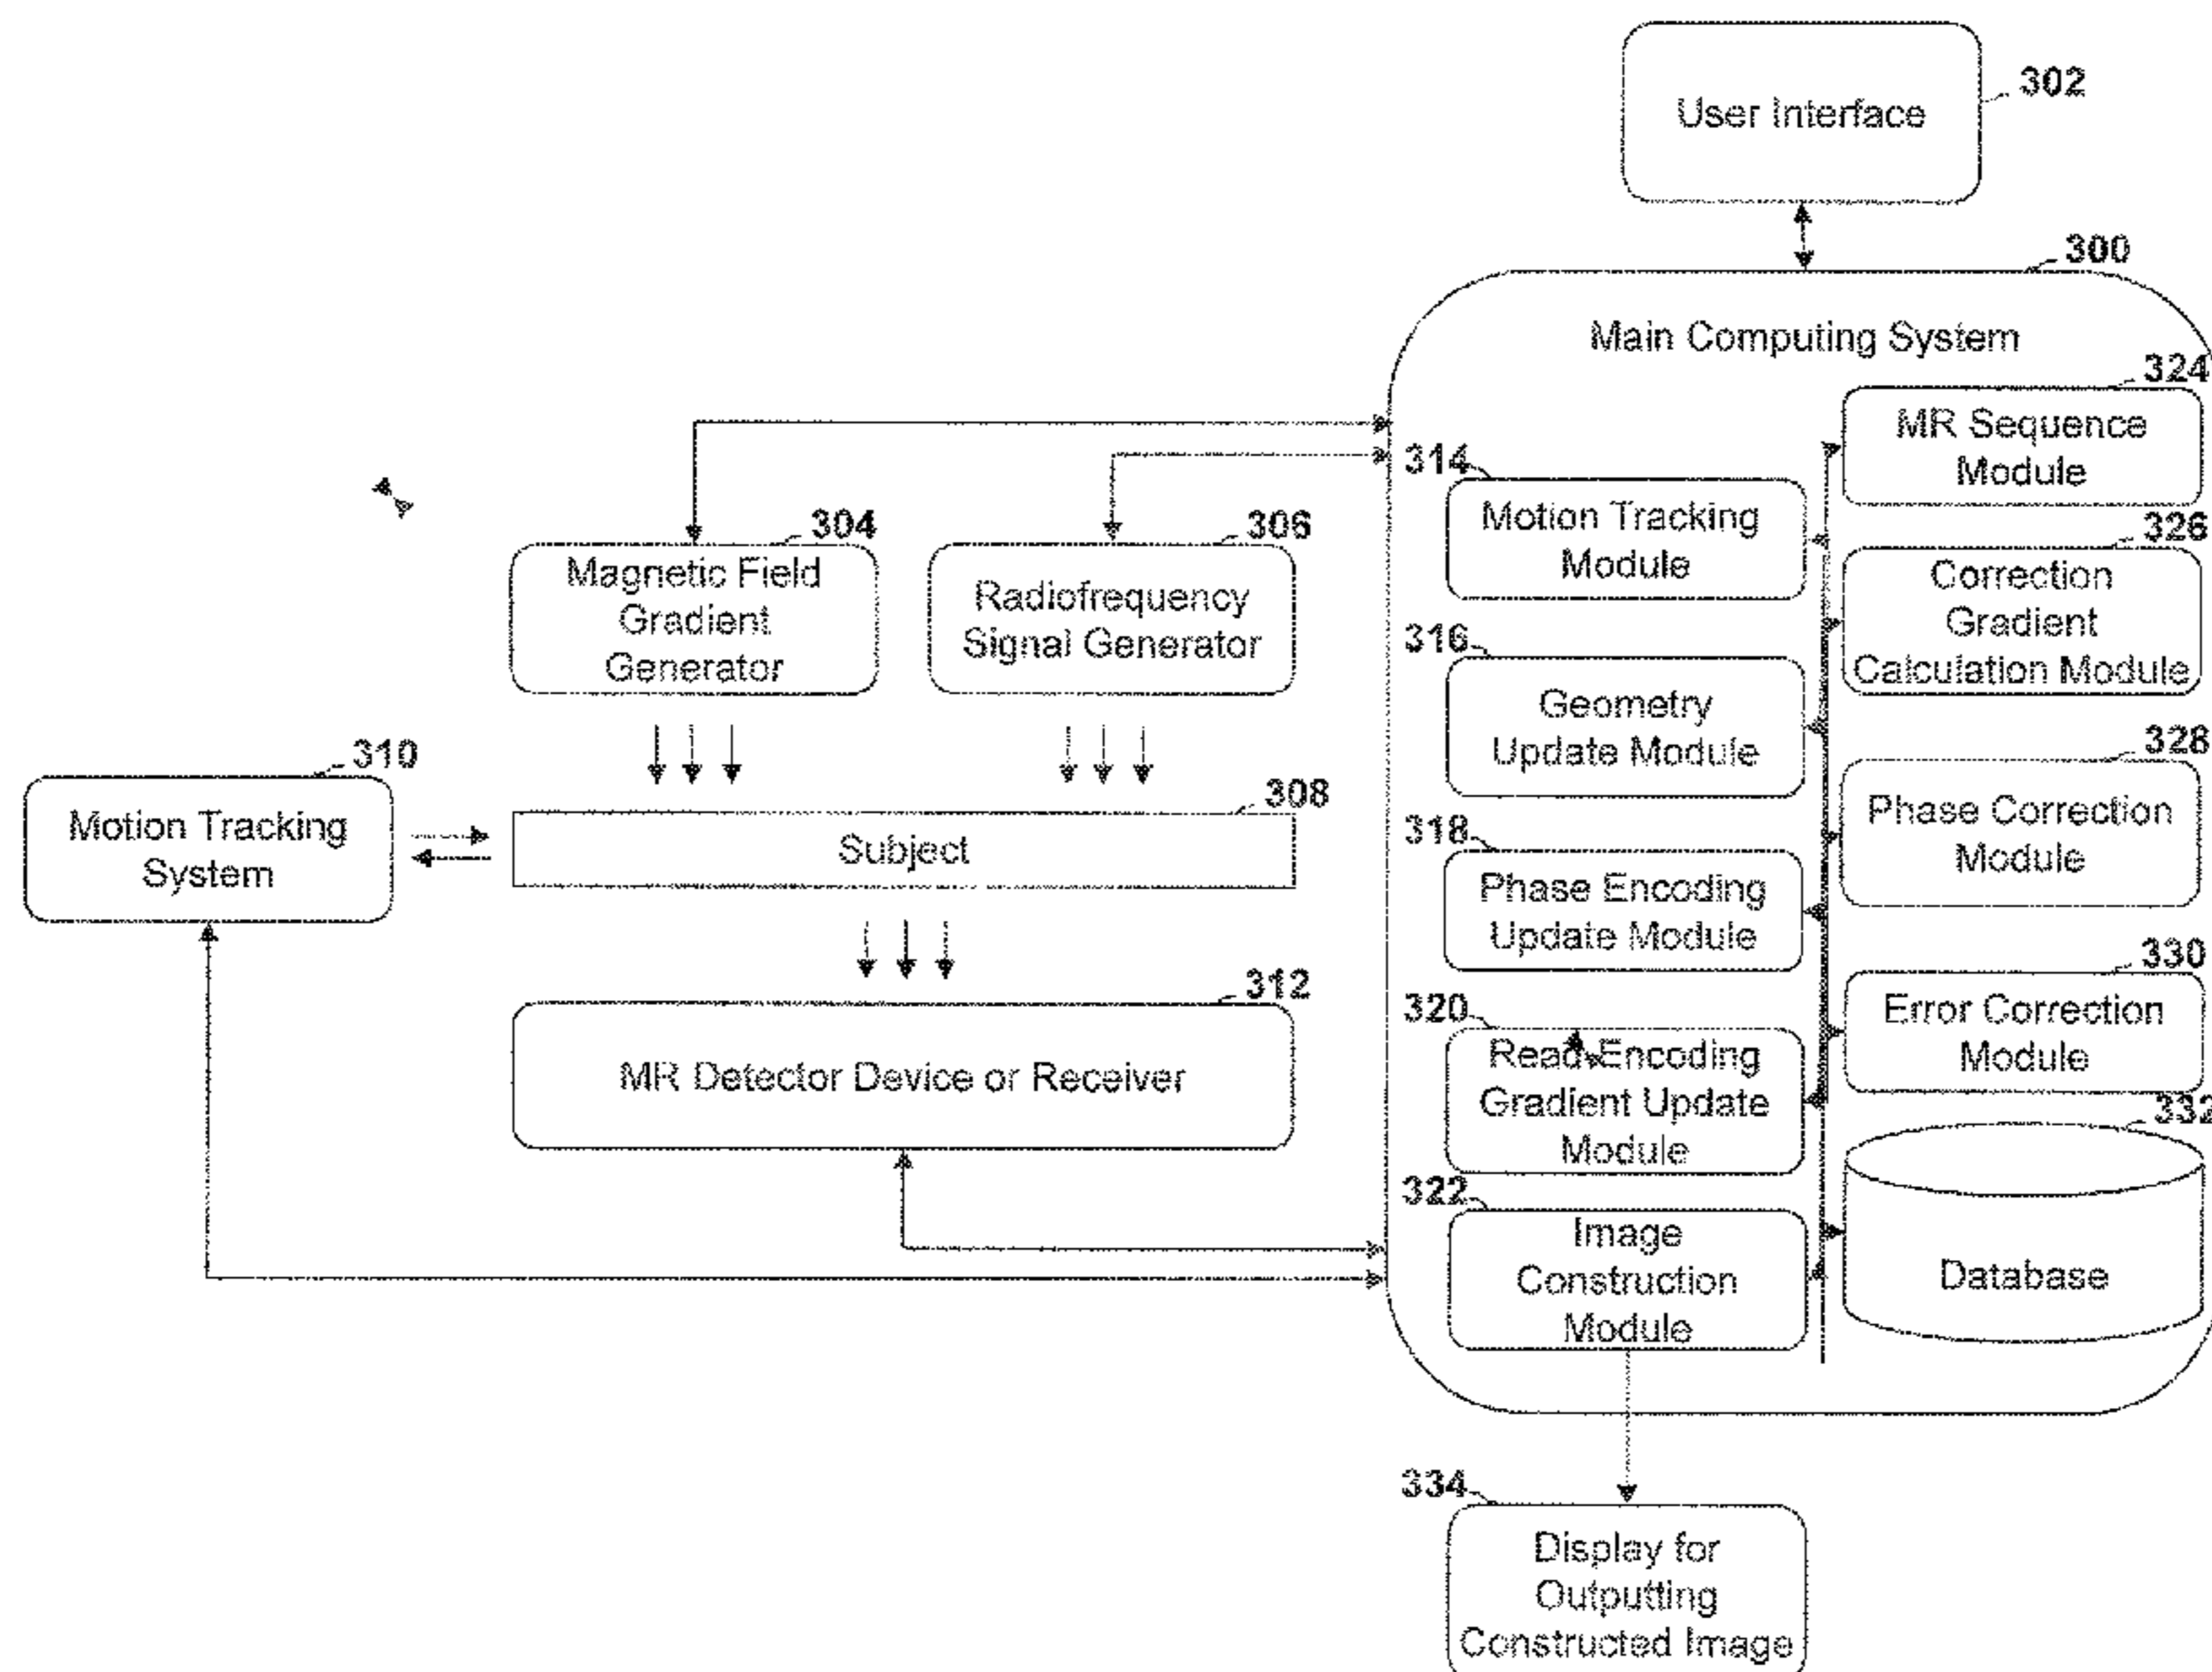 302
User Interface
300
Main Computing System
324
MR Sequence
Module
314
Motion Tracking
Module
304
Magnetic Field
Gradient
Generator
306
Radiofrequency
Signal Generator
326
Correction
Gradient
Calculation Module
316
Geometry
Update Module
310
Motion Tracking
System
308
Subject
328
Phase Correction
Module
318
Phase Encoding
Update Module
312
MR Detector Device or Receiver
330
Error Correction
Module
320
Read-Encoding
Gradient Update
Module
332
Database
322
Image
Construction
Module
334
Display for
Outputting
Constructed Image